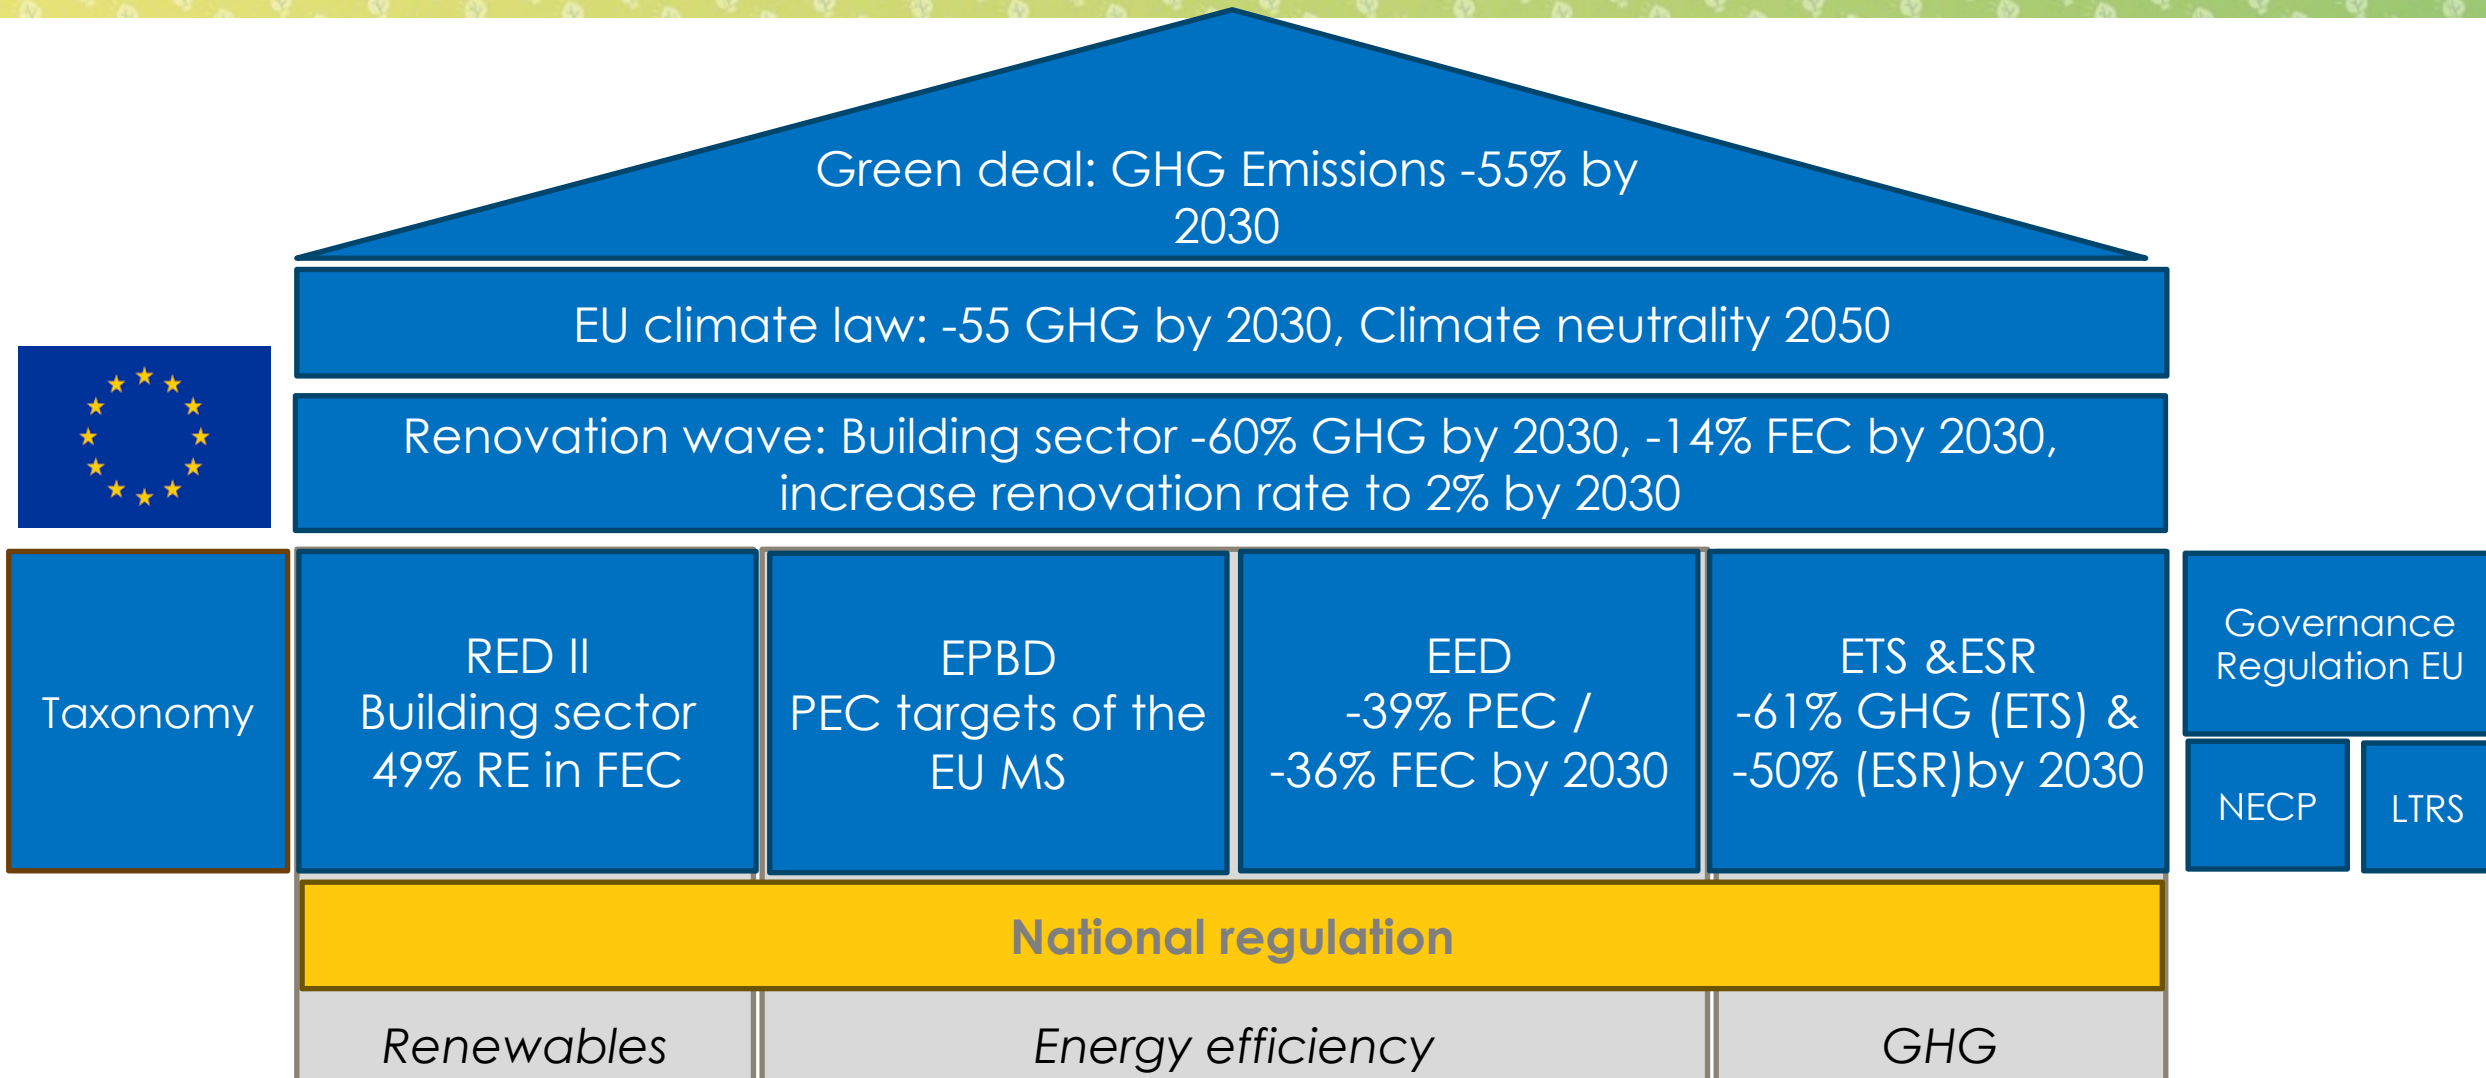 Green deal: GHG Emissions -55% by
2030
EU climate law: -55 GHG by 2030, Climate neutrality 2050
Renovation wave: Building sector -60% GHG by 2030, -14% FEC by 2030,
increase renovation rate to 2% by 2030
Taxonomy
RED II
Building sector
49% RE in FEC
EPBD
PEC targets of the
EU MS
EED
-39% PEC /
-36% FEC by 2030
ETS &ESR
-61% GHG (ETS) &
-50% (ESR)by 2030
Governance
Regulation EU
NECP
LTRS
National regulation
Renewables
Energy efficiency
GHG